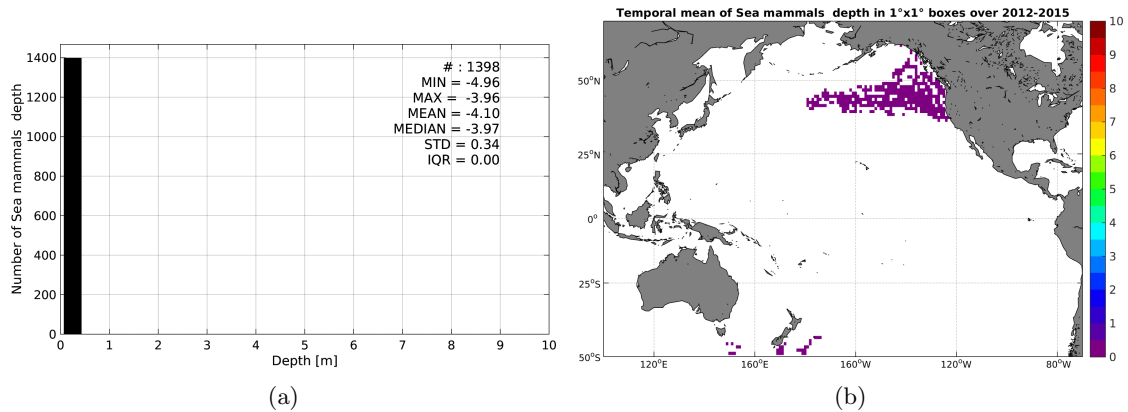 Number of Sea mammals  depth
1400
1200
1000
800
600
400
200
0
# : 1398
MIN = -4.96
MAX = -3.96
MEAN = -4.10
MEDIAN = -3.97
STD = 0.34
IQR = 0.00
0 1 2 3 4 5 6 7 8 9 10
Depth [m]
(a)
Temporal mean of Sea mammals  depth in 1°x1° boxes over 2012-2015
50°N
25°N
0°
25°S
50°S
120°E 160°E 160°W 120°W 80°W
10
9
8
7
6
5
4
3
2
1
0
(b)